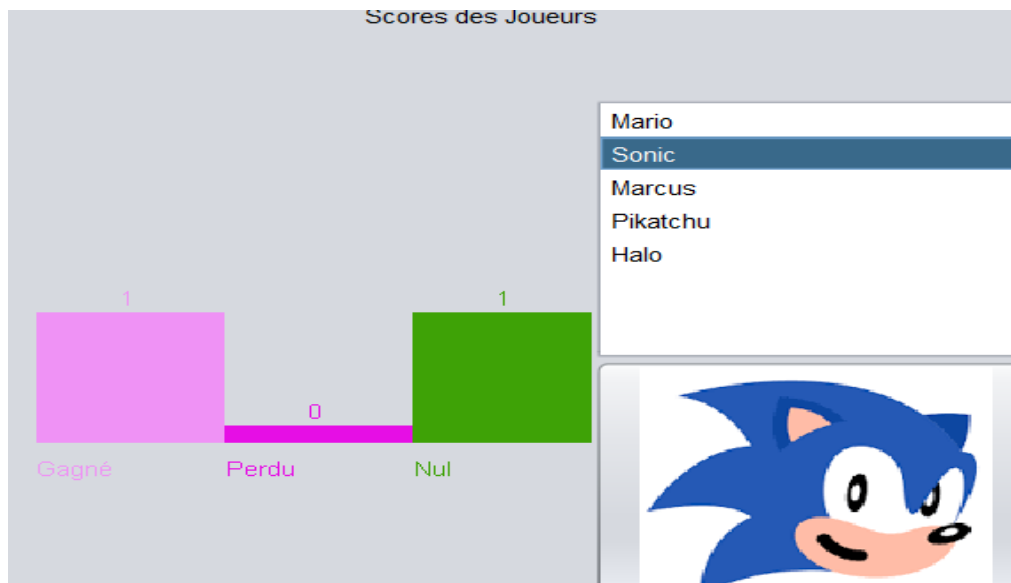 Scores des Joueurs
Mario
Sonic
Marcus
Pikatchu
Halo
1
0
1
Gagné
Perdu
Nul